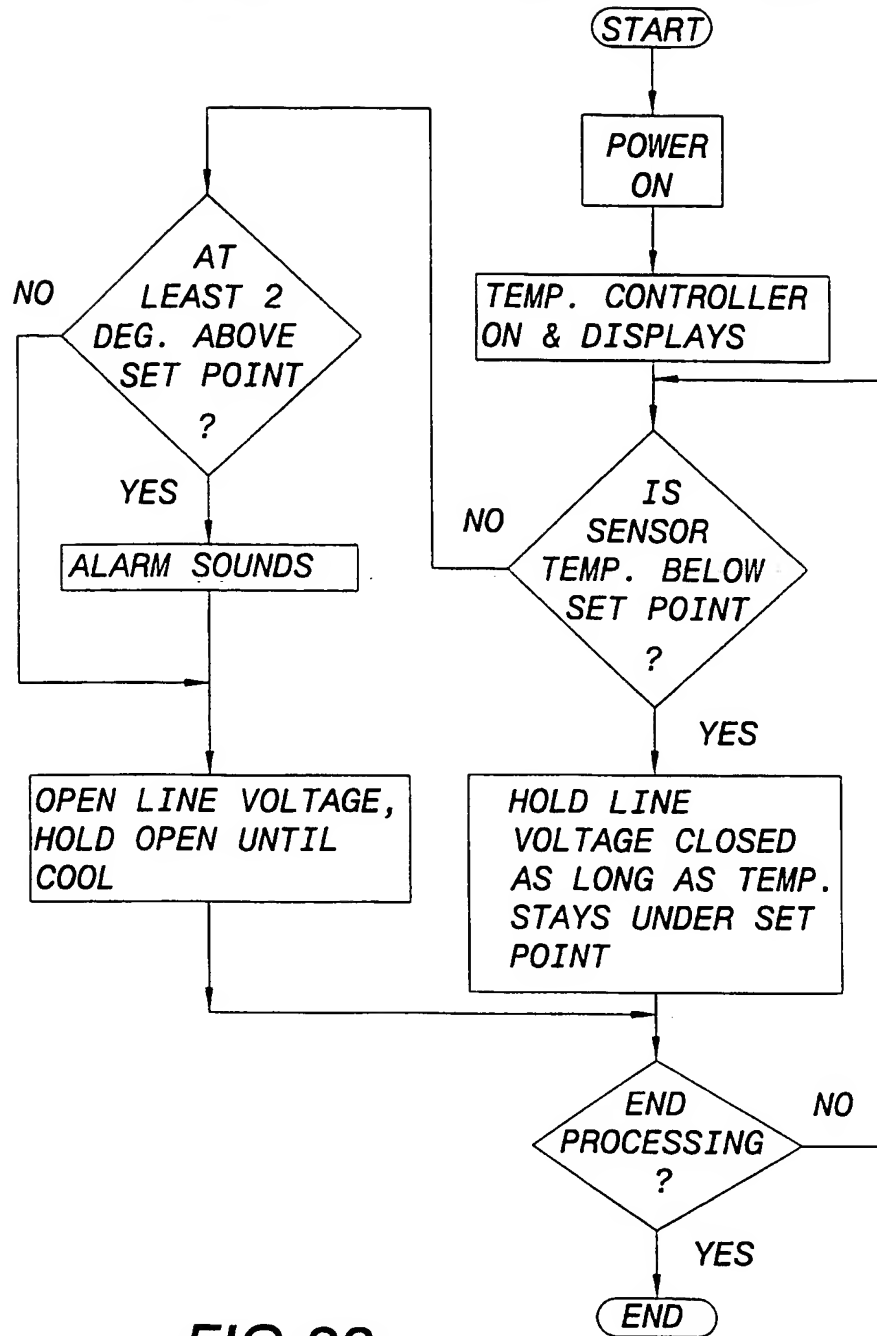 START
POWER
ON
TEMP. CONTROLLER
ON & DISPLAYS
IS
SENSOR
TEMP. BELOW
SET POINT
?
NO
YES
AT
LEAST 2
DEG. ABOVE
SET POINT
?
NO
YES
ALARM SOUNDS
OPEN LINE VOLTAGE,
HOLD OPEN UNTIL
COOL
HOLD LINE
VOLTAGE CLOSED
AS LONG AS TEMP.
STAYS UNDER SET
POINT
END
PROCESSING
?
NO
YES
END